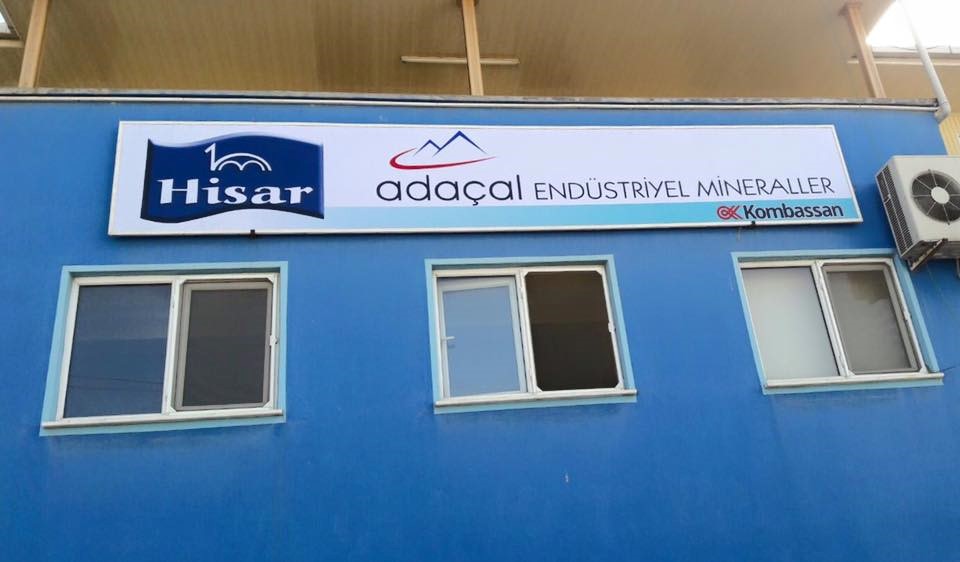 Hisar
adaçal ENDÜSTRİYEL MİNERALLER
Kombassan